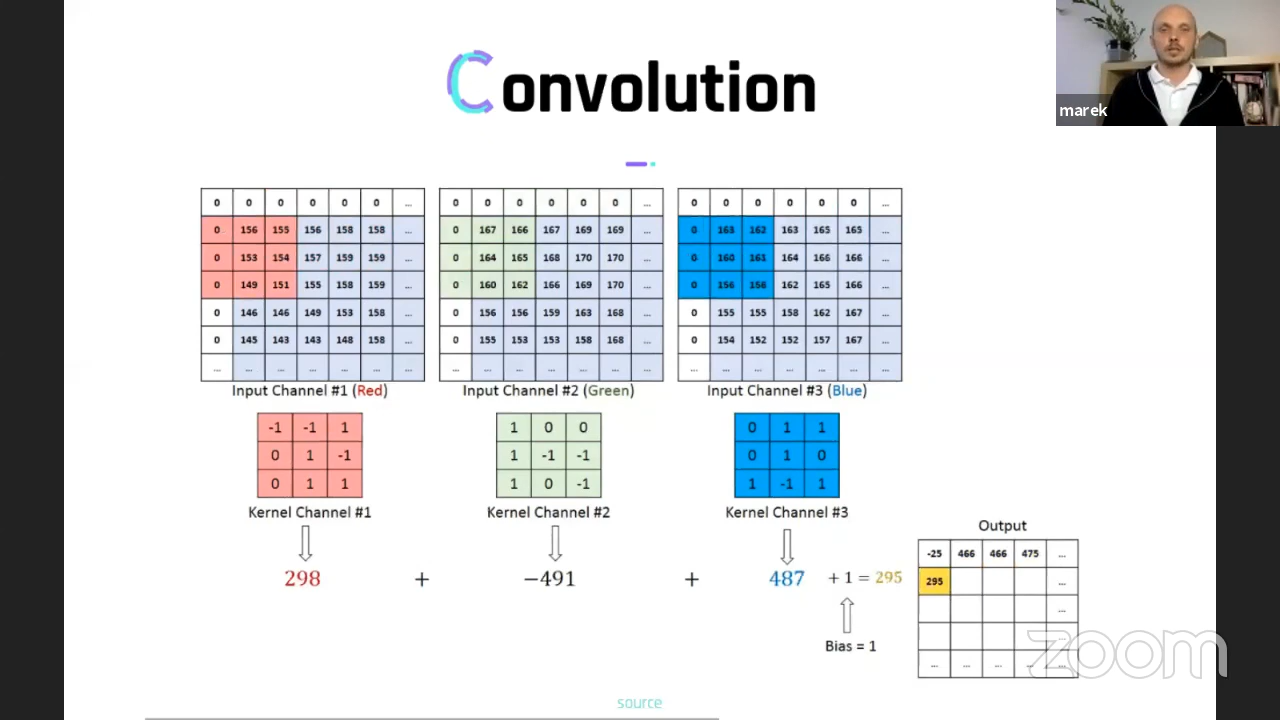 Convolution
marek
0 0 0 0 0 0 ...
0 156 155 156 158 158 ...
0 153 154 157 159 159 ...
0 149 151 155 158 159 ...
0 146 146 149 153 158 ...
0 145 143 143 148 158 ...
... ... ... ... ... ... ...
Input Channel #1 (Red)
0 0 0 0 0 0 ...
0 167 166 167 169 169 ...
0 164 165 168 170 170 ...
0 160 162 166 169 170 ...
0 156 156 159 163 168 ...
0 155 153 153 158 168 ...
... ... ... ... ... ... ...
Input Channel #2 (Green)
0 0 0 0 0 0 ...
0 163 162 163 165 165 ...
0 160 161 164 166 166 ...
0 156 158 162 165 166 ...
0 155 155 158 162 167 ...
0 154 152 152 157 167 ...
... ... ... ... ... ... ...
Input Channel #3 (Blue)
-1 -1 1
0 1 -1
0 1 1
Kernel Channel #1
1 0 0
1 -1 -1
1 0 -1
Kernel Channel #2
0 1 1
0 1 0
1 -1 1
Kernel Channel #3
298 + −491 + 487 + 1 = 295
Bias = 1
Output
-25 466 466 475 ...
295 ...
...
...
... ... ... ... ...
zoom
source